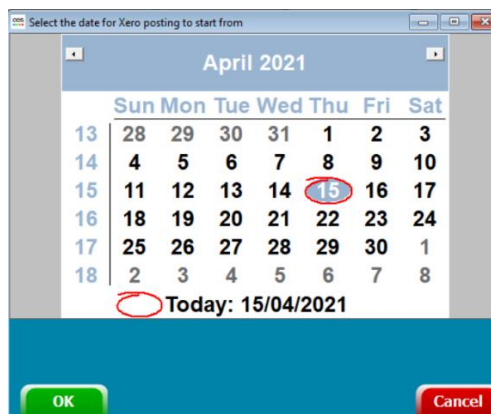 Select the date for Xero posting to start from
April 2021
Sun Mon Tue Wed Thu Fri Sat
13 28 29 30 31 1 2 3
14 4 5 6 7 8 9 10
15 11 12 13 14 15 16 17
16 18 19 20 21 22 23 24
17 25 26 27 28 29 30 1
18 2 3 4 5 6 7 8
Today: 15/04/2021
OK Cancel